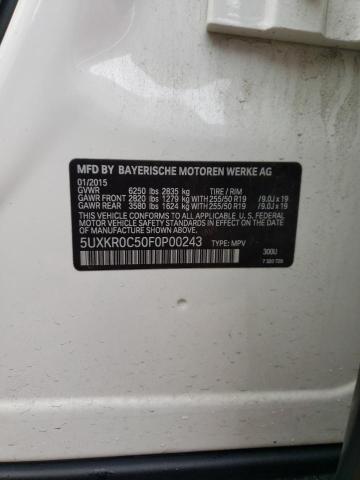 MFD BY BAYERISCHE MOTOREN WERKE AG
01/2015
GVWR 6250 lbs 2835 kg TIRE / RIM
GAWR FRONT 2820 lbs 1279 kg WITH 255/50 R19 /9.0J x 19
GAWR REAR 3580 lbs 1624 kg WITH 255/50 R19 /9.0J x 19
THIS VEHICLE CONFORMS TO ALL APPLICABLE U.S. FEDERAL
MOTOR VEHICLE SAFETY STANDARDS IN EFFECT ON THE DATE OF
MANUFACTURE SHOWN ABOVE.
5UXKR0C50F0P00243
TYPE: MPV
300U